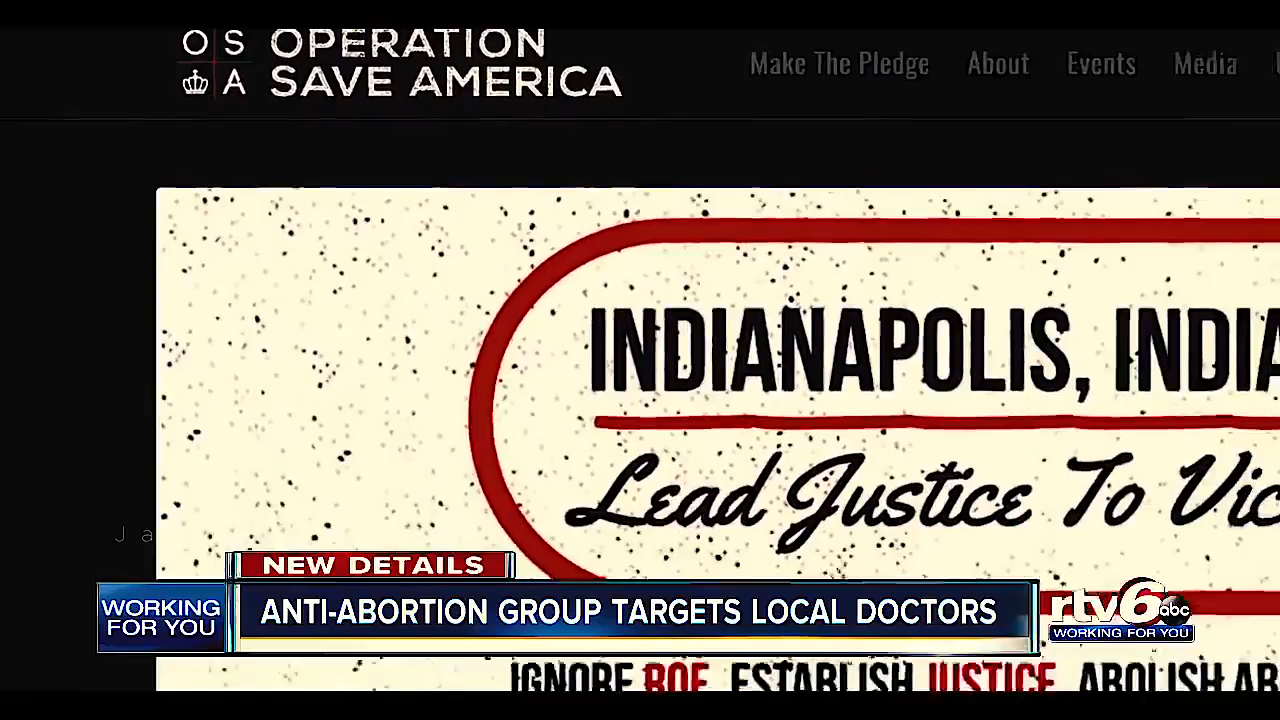 O S
A
OPERATION
SAVE AMERICA
Make The Pledge About Events Media
INDIANAPOLIS, INDIA
Lead Justice To Vic
Ja
NEW DETAILS
WORKING
FOR YOU
ANTI-ABORTION GROUP TARGETS LOCAL DOCTORS
rtv6 abc
WORKING FOR YOU
IGNORE ROE. ESTABLISH JUSTICE. ABOLISH AB